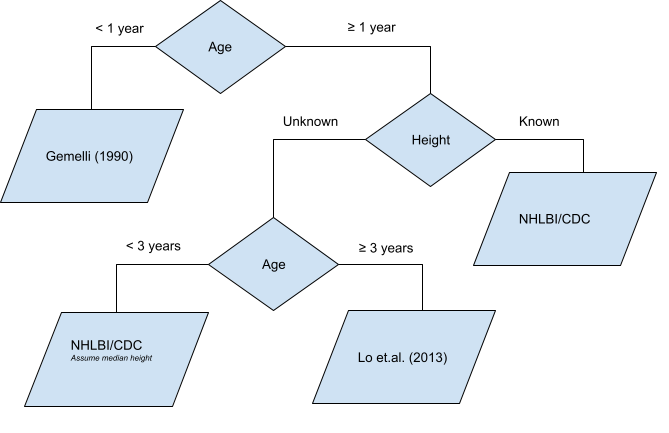 < 1 year
Age
≥ 1 year
Gemelli (1990)
Unknown
Height
Known
NHLBI/CDC
< 3 years
Age
≥ 3 years
NHLBI/CDC
Assume median height
Lo et.al. (2013)